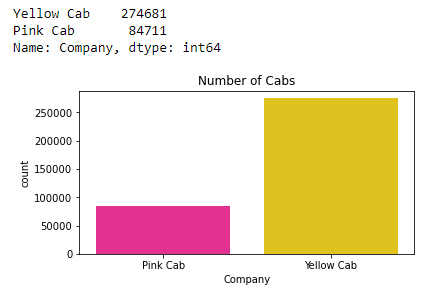 Yellow Cab    274681
Pink Cab       84711
Name: Company, dtype: int64
Number of Cabs
250000
200000
150000
100000
50000
0
count
Pink Cab
Yellow Cab
Company